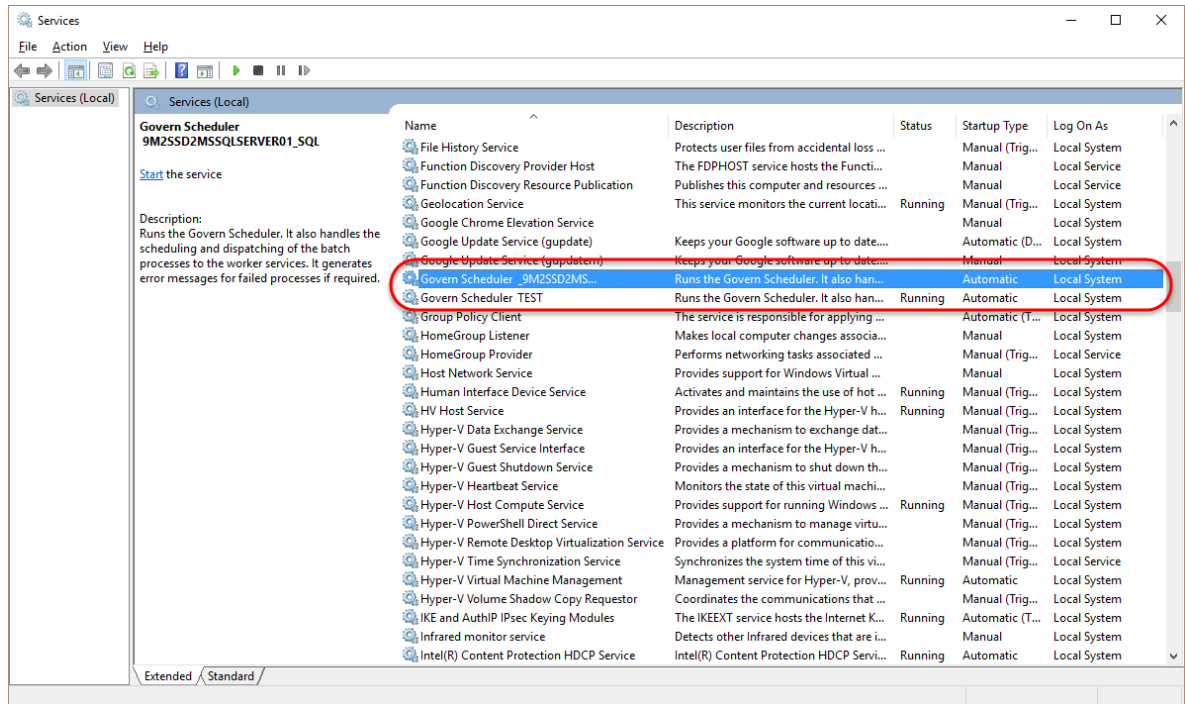 Services
File Action View Help
Services (Local)
Services (Local)
Govern Scheduler
9M2SSD2MSSQLSERVER01_SQL
Start the service
Description:
Runs the Govern Scheduler. It also handles the
scheduling and dispatching of the batch
processes to the worker services. It generates
error messages for failed processes if required.
Name Description Status Startup Type Log On As
File History Service Protects user files from accidental loss ... Manual (Trig... Local System
Function Discovery Provider Host The FDPHOST service hosts the Functi... Manual Local Service
Function Discovery Resource Publication Publishes this computer and resources ... Manual Local Service
Geolocation Service This service monitors the current locati... Running Manual (Trig... Local System
Google Chrome Elevation Service Manual Local System
Google Update Service (gupdate) Keeps your Google software up to date.... Automatic (D... Local System
Google Update Service (gupdatem) Keeps your Google software up to date.... Manual Local System
Govern Scheduler _9M2SSD2MS... Runs the Govern Scheduler. It also han... Automatic Local System
Govern Scheduler TEST Runs the Govern Scheduler. It also han... Running Automatic Local System
Group Policy Client The service is responsible for applying ... Automatic (T... Local System
HomeGroup Listener Makes local computer changes associa... Manual Local System
HomeGroup Provider Performs networking tasks associated ... Manual (Trig... Local Service
Host Network Service Provides support for Windows Virtual ... Manual Local System
Human Interface Device Service Activates and maintains the use of hot ... Running Manual (Trig... Local System
HV Host Service Provides an interface for the Hyper-V h... Running Manual (Trig... Local System
Hyper-V Data Exchange Service Provides a mechanism to exchange dat... Manual (Trig... Local System
Hyper-V Guest Service Interface Provides an interface for the Hyper-V h... Manual (Trig... Local System
Hyper-V Guest Shutdown Service Provides a mechanism to shut down th... Manual (Trig... Local System
Hyper-V Heartbeat Service Monitors the state of this virtual machi... Manual (Trig... Local System
Hyper-V Host Compute Service Provides support for running Windows ... Running Manual (Trig... Local System
Hyper-V PowerShell Direct Service Provides a mechanism to manage virtu... Manual (Trig... Local System
Hyper-V Remote Desktop Virtualization Service Provides a platform for communicatio... Manual (Trig... Local System
Hyper-V Time Synchronization Service Synchronizes the system time of this vi... Manual (Trig... Local Service
Hyper-V Virtual Machine Management Management service for Hyper-V, prov... Running Automatic Local System
Hyper-V Volume Shadow Copy Requestor Coordinates the communications that ... Manual (Trig... Local System
IKE and AuthIP IPsec Keying Modules The IKEEXT service hosts the Internet K... Running Automatic (T... Local System
Infrared monitor service Detects other Infrared devices that are i... Manual Local System
Intel(R) Content Protection HDCP Service Intel(R) Content Protection HDCP Servi... Running Automatic Local System
Extended Standard